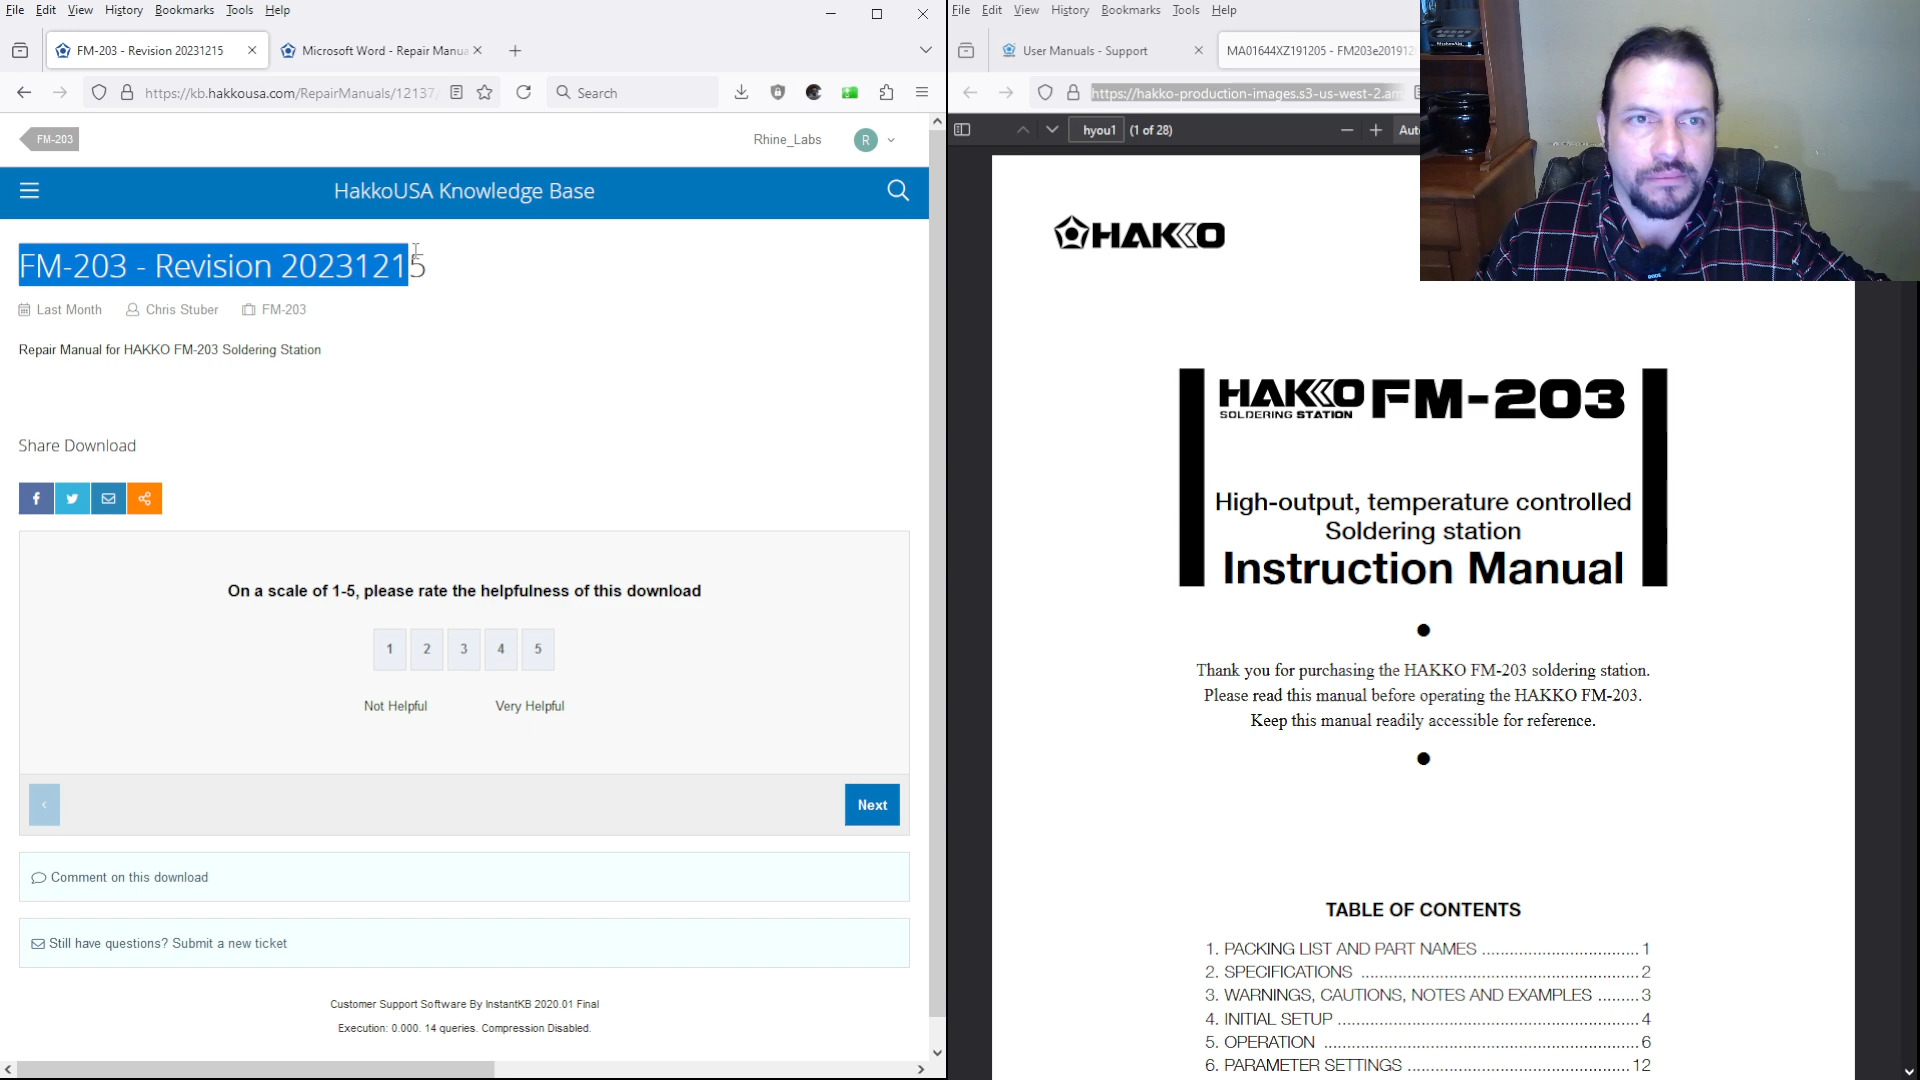 File Edit View History Bookmarks Tools Help
FM-203 - Revision 20231215
Microsoft Word - Repair Manua
https://kb.hakkousa.com/RepairManuals/12137/
Search
FM-203
Rhine_Labs
R
HakkoUSA Knowledge Base
FM-203 - Revision 20231215
Last Month Chris Stuber FM-203
Repair Manual for HAKKO FM-203 Soldering Station
Share Download
On a scale of 1-5, please rate the helpfulness of this download
1 2 3 4 5
Not Helpful Very Helpful
Next
Comment on this download
Still have questions? Submit a new ticket
Customer Support Software By InstantKB 2020.01 Final
Execution: 0.000. 14 queries. Compression Disabled.
File Edit View History Bookmarks Tools Help
User Manuals - Support
MA01644XZ191205 - FM203e201912
https://hakko-production-images.s3-us-west-2.am
hyou1 (1 of 28)
Aut
HAKKO
HAKKO FM-203
SOLDERING STATION
High-output, temperature controlled
Soldering station
Instruction Manual
Thank you for purchasing the HAKKO FM-203 soldering station.
Please read this manual before operating the HAKKO FM-203.
Keep this manual readily accessible for reference.
TABLE OF CONTENTS
1. PACKING LIST AND PART NAMES ................................. 1
2. SPECIFICATIONS .......................................................... 2
3. WARNINGS, CAUTIONS, NOTES AND EXAMPLES ......... 3
4. INITIAL SETUP ............................................................... 4
5. OPERATION .................................................................. 6
6. PARAMETER SETTINGS ............................................... 12